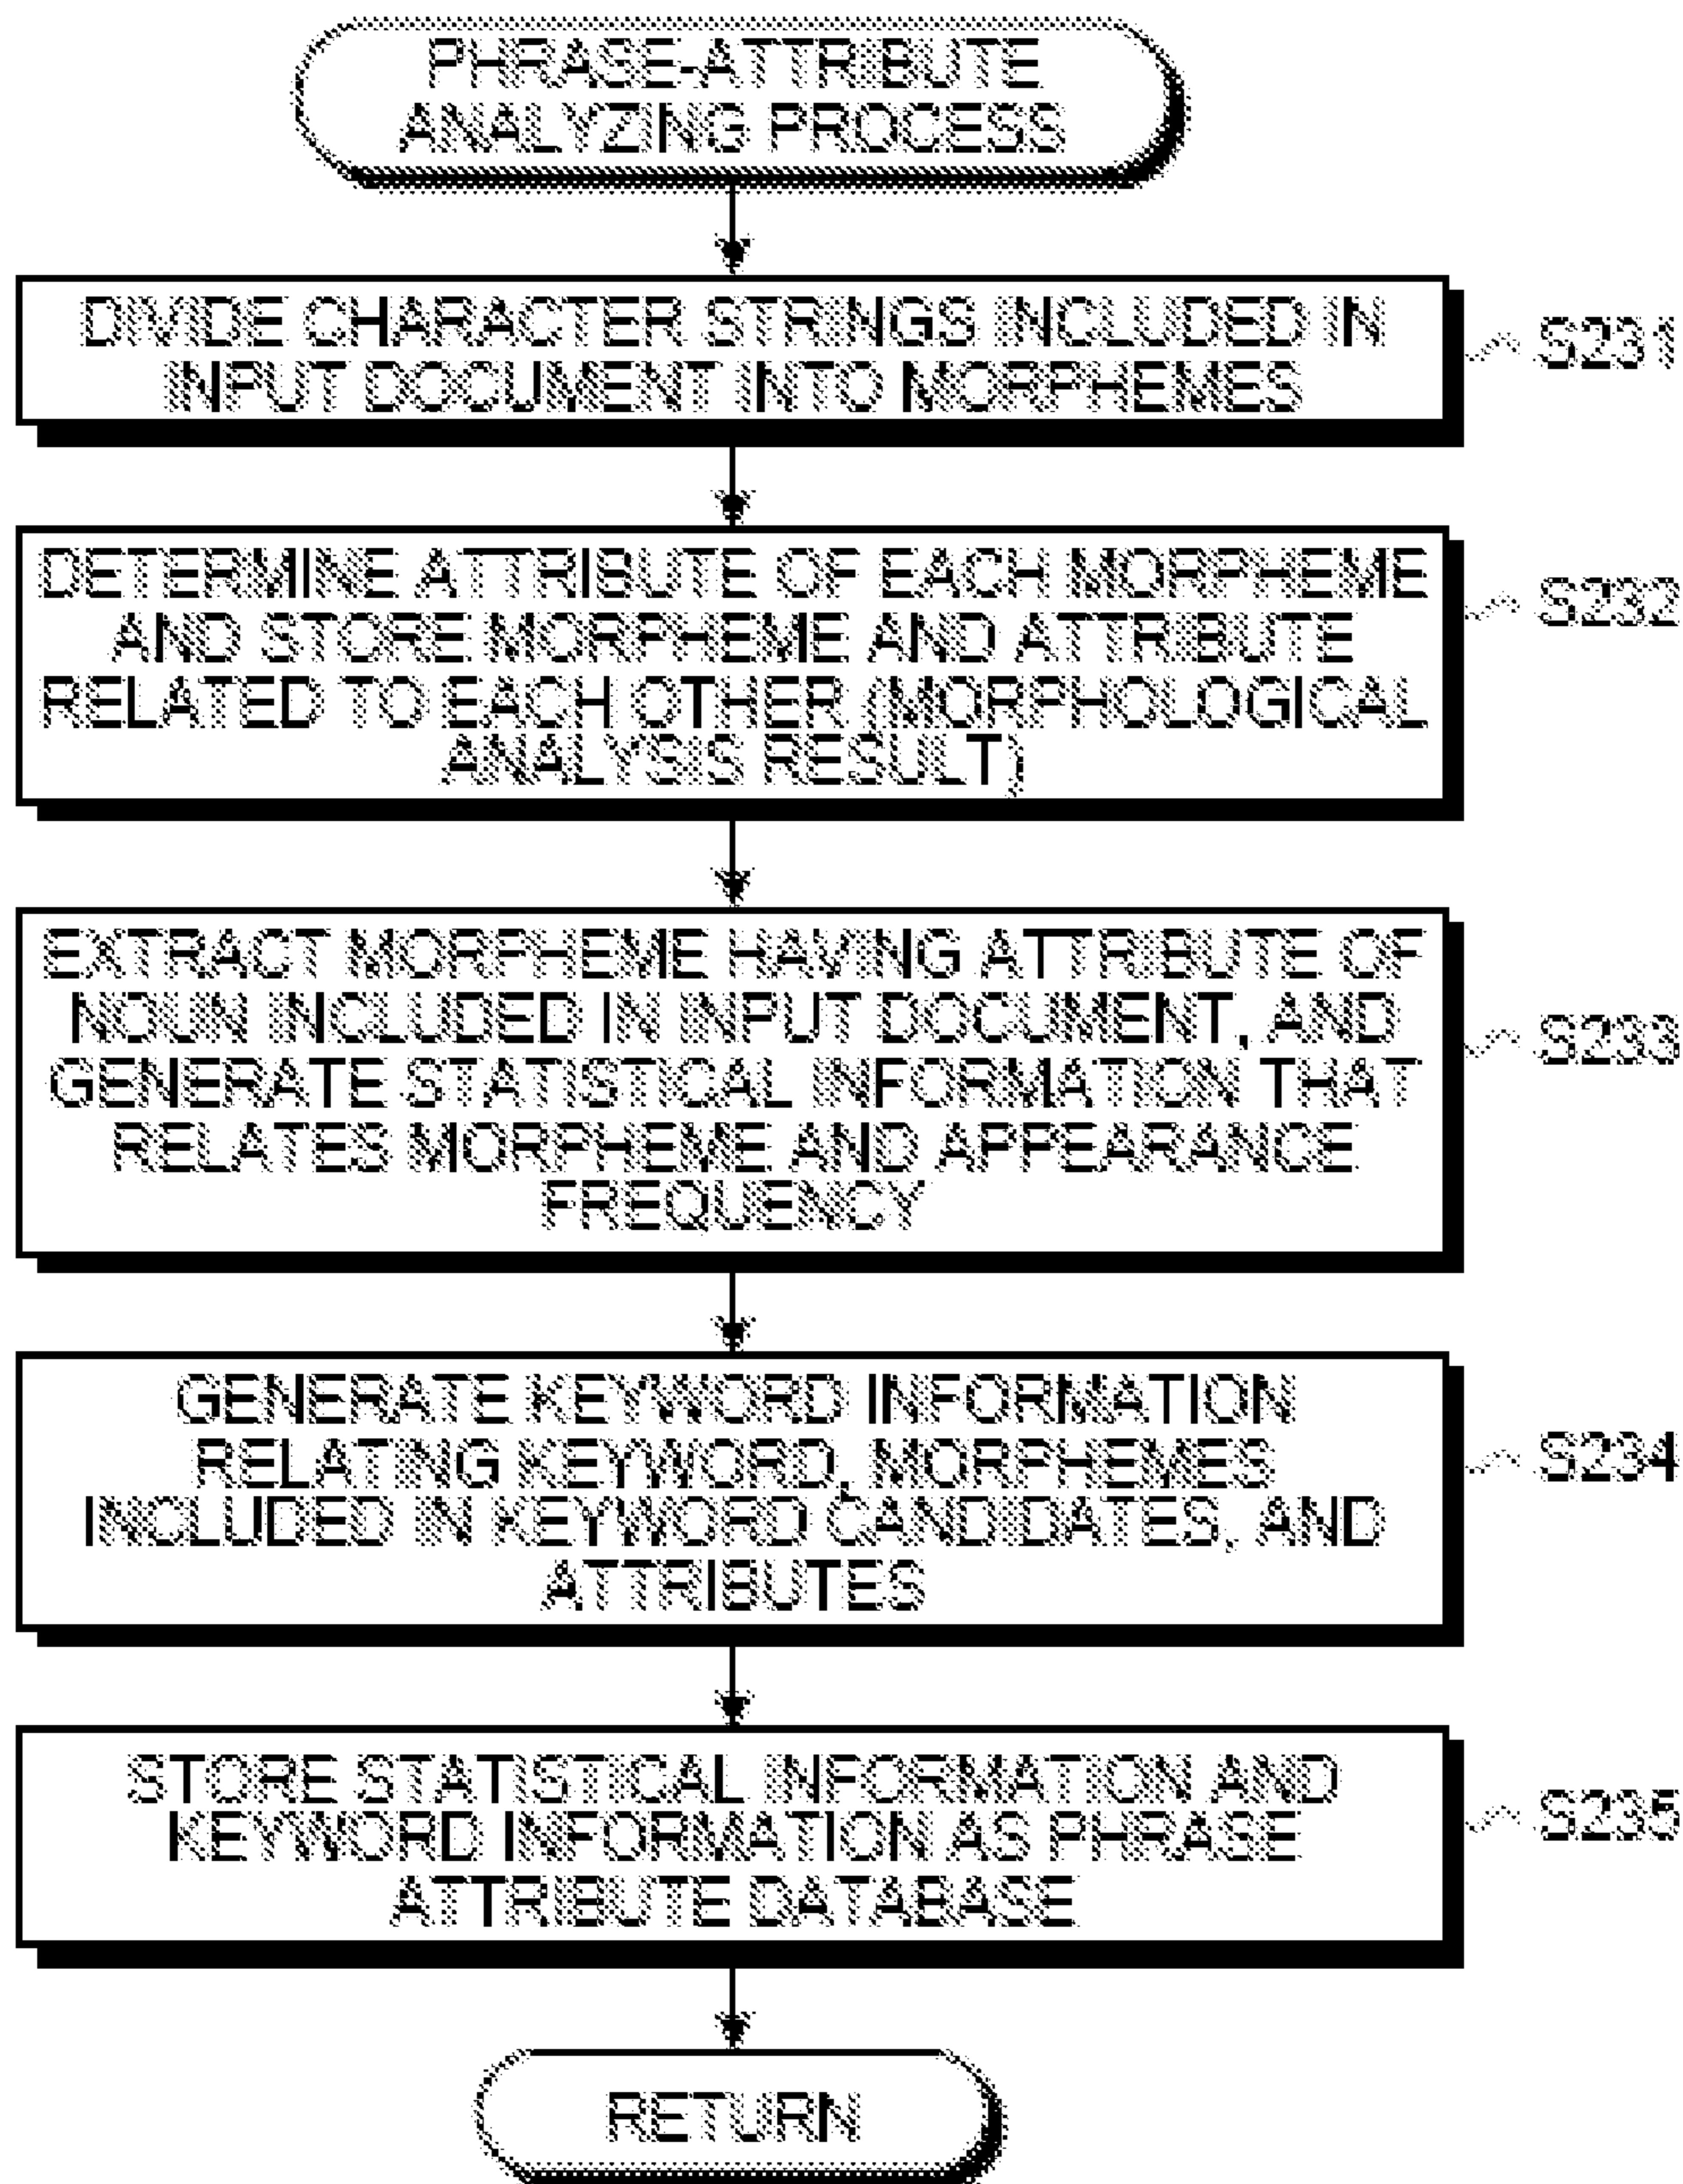 PHRASE-ATTRIBUTE
ANALYZING PROCESS
DIVIDE CHARACTER STRINGS INCLUDED IN
INPUT DOCUMENT INTO MORPHEMES
S231
DETERMINE ATTRIBUTE OF EACH MORPHEME
AND STORE MORPHEME AND ATTRIBUTE
RELATED TO EACH OTHER (MORPHOLOGICAL
ANALYSIS RESULT)
S232
EXTRACT MORPHEME HAVING ATTRIBUTE OF
NOUN INCLUDED IN INPUT DOCUMENT, AND
GENERATE STATISTICAL INFORMATION THAT
RELATES MORPHEME AND APPEARANCE
FREQUENCY
S233
GENERATE KEYWORD INFORMATION
RELATING KEYWORD, MORPHEMES
INCLUDED IN KEYWORD CANDIDATES, AND
ATTRIBUTES
S234
STORE STATISTICAL INFORMATION AND
KEYWORD INFORMATION AS PHRASE
ATTRIBUTE DATABASE
S235
RETURN